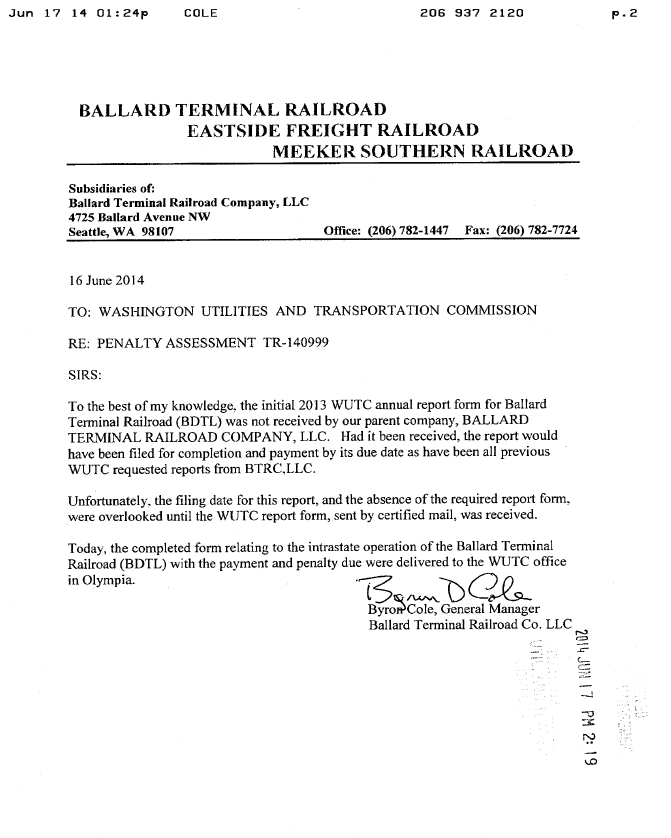 Jun 17 14 01:24p COLE 206 937 2120 p.2
BALLARD TERMINAL RAILROAD
EASTSIDE FREIGHT RAILROAD
MEEKER SOUTHERN RAILROAD
Subsidiaries of:
Ballard Terminal Railroad Company, LLC
4725 Ballard Avenue NW
Seattle, WA 98107 Office: (206) 782-1447 Fax: (206) 782-7724
16 June 2014
TO: WASHINGTON UTILITIES AND TRANSPORTATION COMMISSION
RE: PENALTY ASSESSMENT TR-140999
SIRS:
To the best of my knowledge, the initial 2013 WUTC annual report form for Ballard
Terminal Railroad (BDTL) was not received by our parent company, BALLARD
TERMINAL RAILROAD COMPANY, LLC. Had it been received, the report would
have been filed for completion and payment by its due date as have been all previous
WUTC requested reports from BTRC,LLC.
Unfortunately, the filing date for this report, and the absence of the required report form,
were overlooked until the WUTC report form, sent by certified mail, was received.
Today, the completed form relating to the intrastate operation of the Ballard Terminal
Railroad (BDTL) with the payment and penalty due were delivered to the WUTC office
in Olympia.
Byron D Cole
Byron Cole, General Manager
Ballard Terminal Railroad Co. LLC
2014 JUN 17 PM 2:19